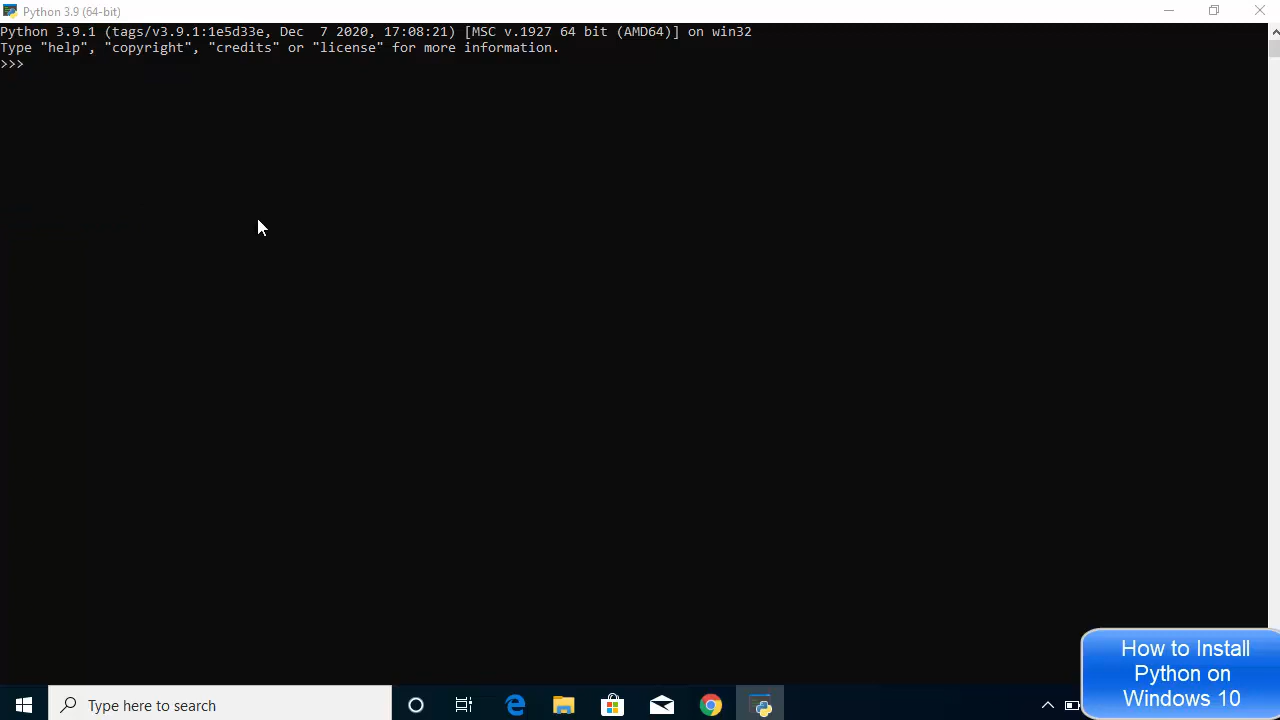 Python 3.9 (64-bit)
Python 3.9.1 (tags/v3.9.1:1e5d33e, Dec  7 2020, 17:08:21) [MSC v.1927 64 bit (AMD64)] on win32
Type "help", "copyright", "credits" or "license" for more information.
>>>
How to Install
Python on
Windows 10
Type here to search